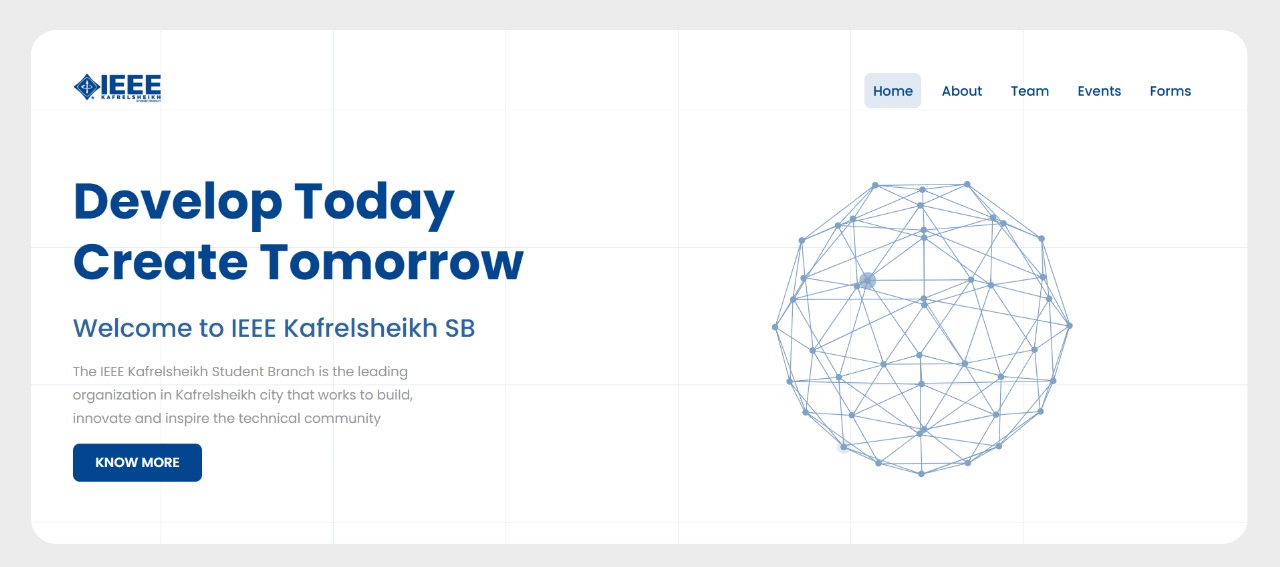 IEEE
KAFRELSHEIKH
Home About Team Events Forms
Develop Today
Create Tomorrow
Welcome to IEEE Kafrelsheikh SB
The IEEE Kafrelsheikh Student Branch is the leading
organization in Kafrelsheikh city that works to build,
innovate and inspire the technical community
KNOW MORE